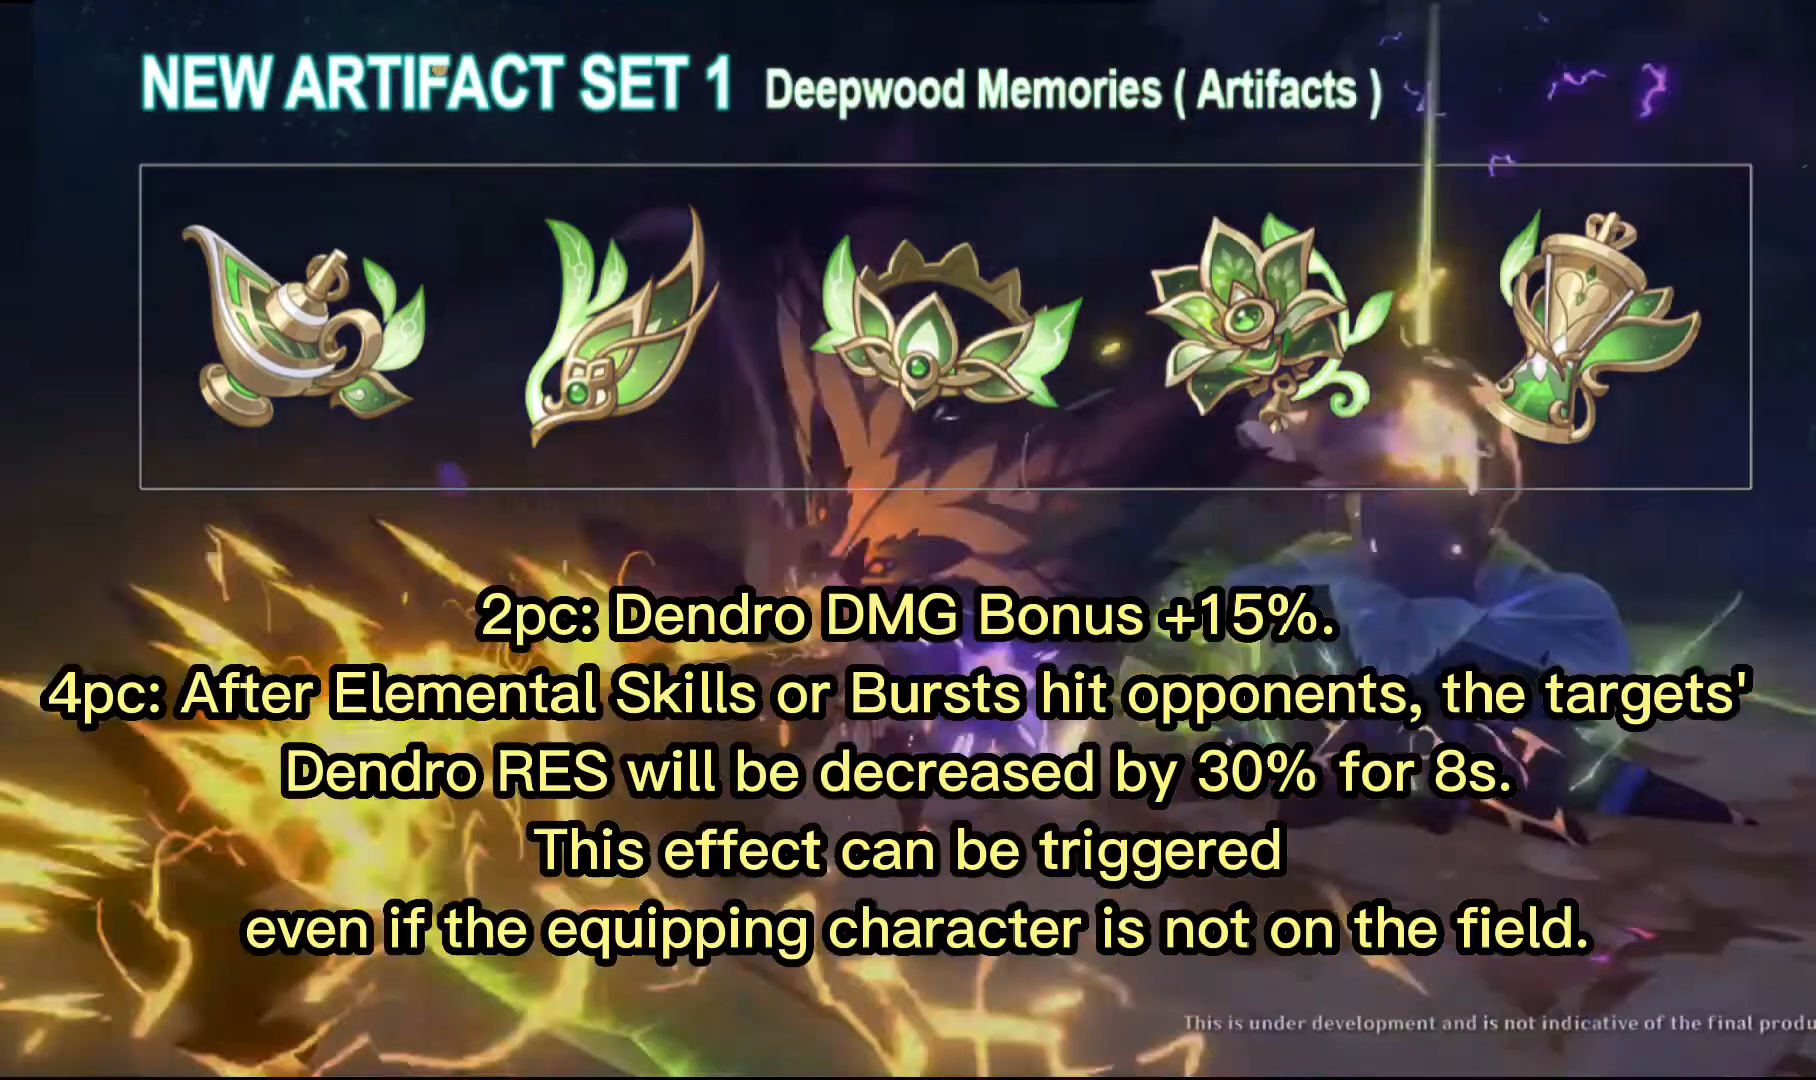 NEW ARTIFACT SET 1 Deepwood Memories ( Artifacts )
2pc: Dendro DMG Bonus +15%.
4pc: After Elemental Skills or Bursts hit opponents, the targets'
Dendro RES will be decreased by 30% for 8s.
This effect can be triggered
even if the equipping character is not on the field.
This is under development and is not indicative of the final produ